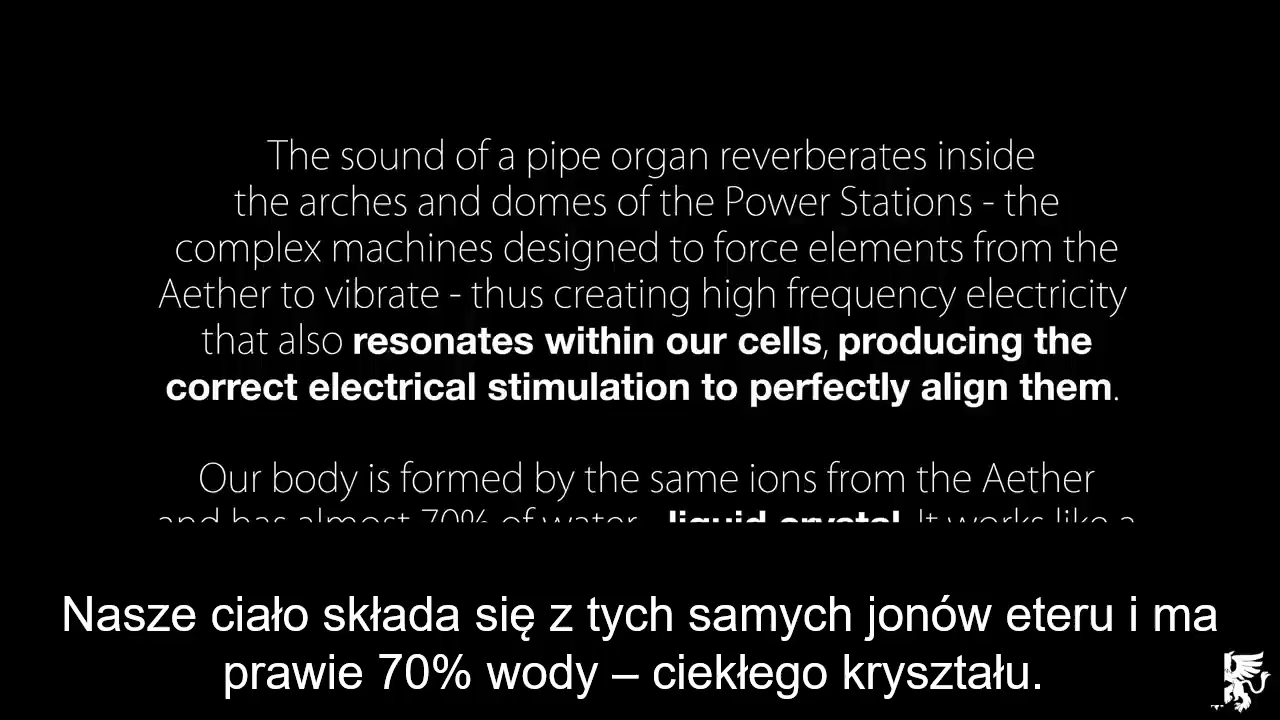 The sound of a pipe organ reverberates inside
the arches and domes of the Power Stations - the
complex machines designed to force elements from the
Aether to vibrate - thus creating high frequency electricity
that also resonates within our cells, producing the
correct electrical stimulation to perfectly align them.
Our body is formed by the same ions from the Aether
and has almost 70% of water - liquid crystal. It works like a
Nasze ciało składa się z tych samych jonów eteru i ma
prawie 70% wody – ciekłego kryształu.